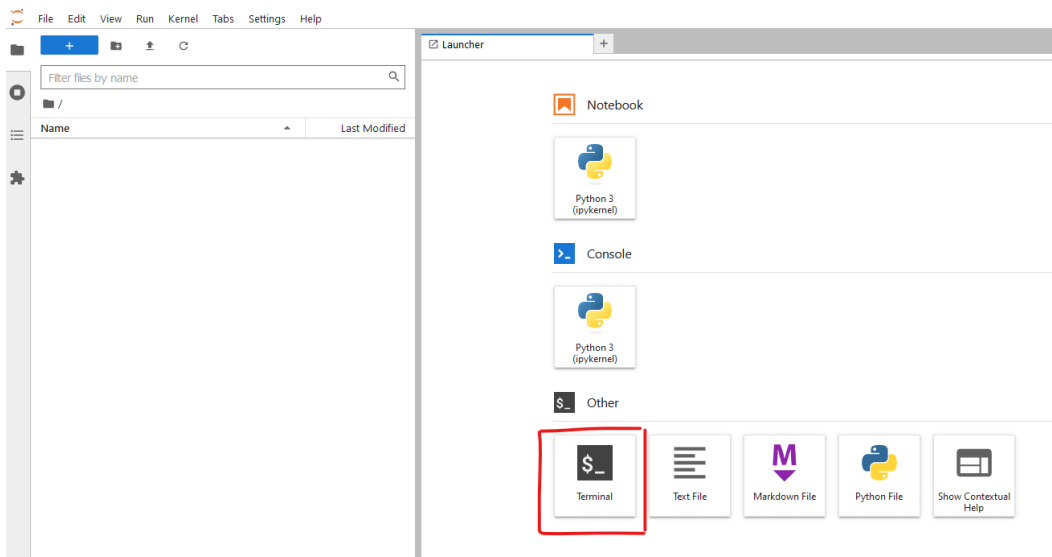 File Edit View Run Kernel Tabs Settings Help
+
Filter files by name
/
Name Last Modified
Launcher +
Notebook
Python 3
(ipykernel)
>_ Console
Python 3
(ipykernel)
$_ Other
$_
Terminal
Text File
M
Markdown File
Python File
Show Contextual
Help